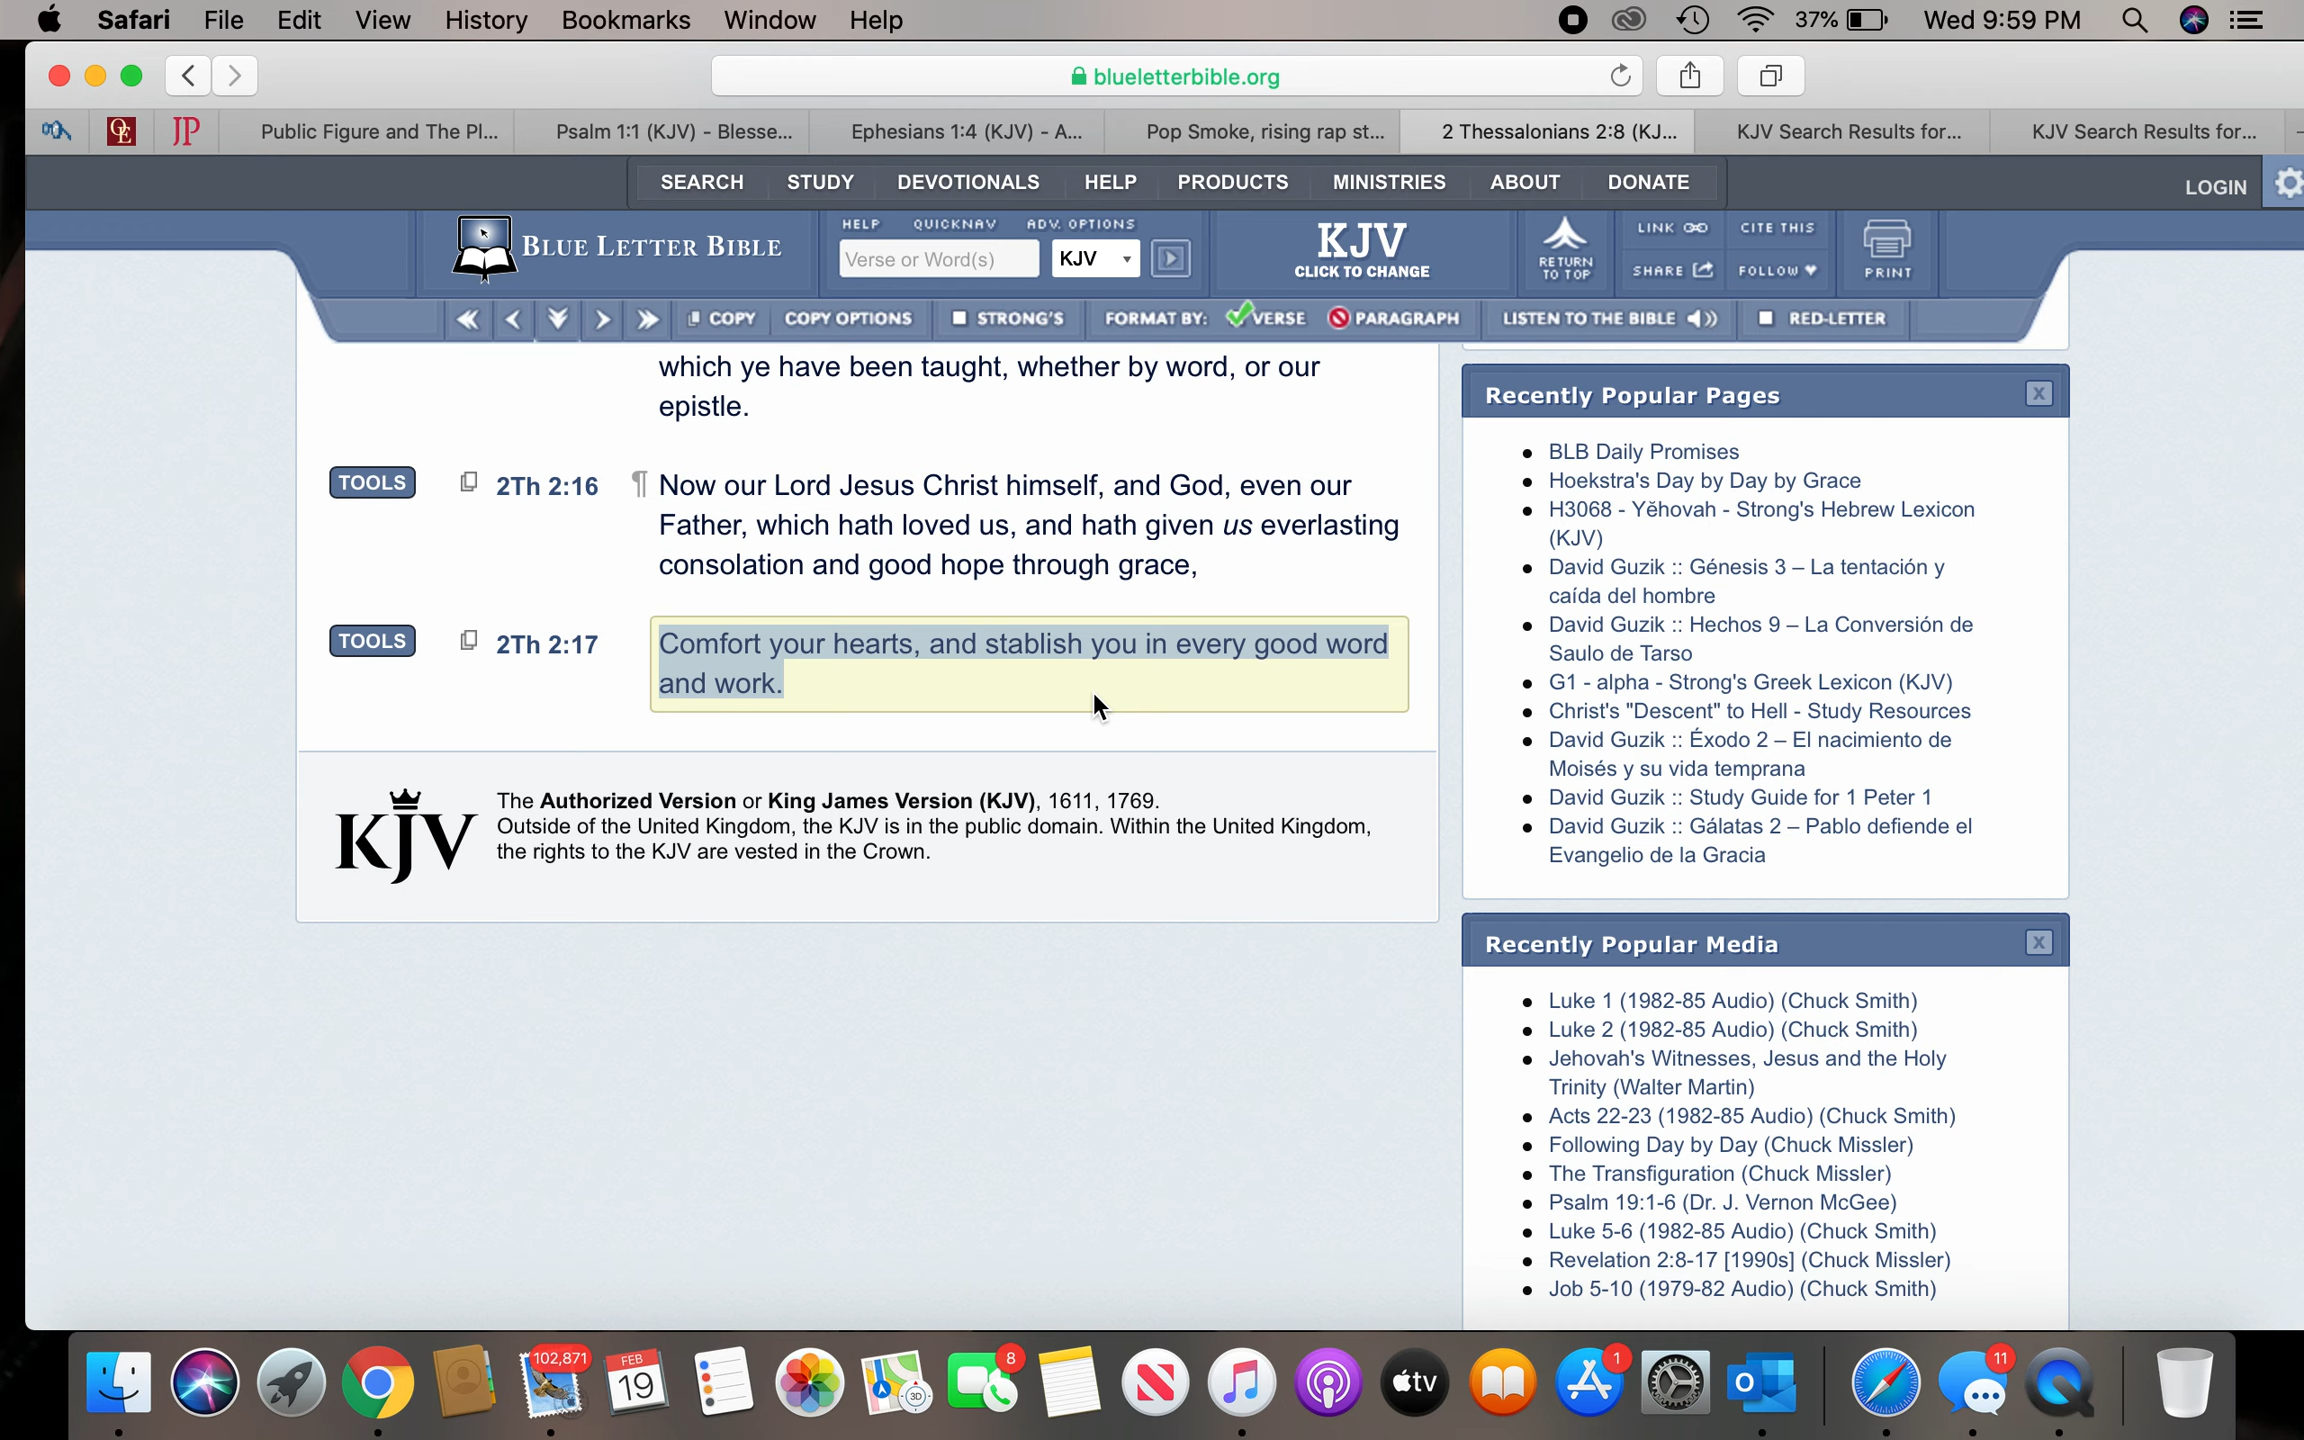 Safari File Edit View History Bookmarks Window Help 37% Wed 9:59 PM
blueletterbible.org
OE JP Public Figure and The Pl... Psalm 1:1 (KJV) - Blesse... Ephesians 1:4 (KJV) - A... Pop Smoke, rising rap st... 2 Thessalonians 2:8 (KJ... KJV Search Results for... KJV Search Results for...
SEARCH STUDY DEVOTIONALS HELP PRODUCTS MINISTRIES ABOUT DONATE LOGIN
BLUE LETTER BIBLE
HELP QUICKNAV ADV. OPTIONS
Verse or Word(s) KJV
KJV
CLICK TO CHANGE
RETURN
TO TOP
LINK CITE THIS
SHARE FOLLOW
PRINT
COPY COPY OPTIONS STRONG'S FORMAT BY: VERSE PARAGRAPH LISTEN TO THE BIBLE RED-LETTER
which ye have been taught, whether by word, or our
epistle.
TOOLS 2Th 2:16 ¶ Now our Lord Jesus Christ himself, and God, even our
Father, which hath loved us, and hath given us everlasting
consolation and good hope through grace,
TOOLS 2Th 2:17 Comfort your hearts, and stablish you in every good word
and work.
KJV
The Authorized Version or King James Version (KJV), 1611, 1769.
Outside of the United Kingdom, the KJV is in the public domain. Within the United Kingdom,
the rights to the KJV are vested in the Crown.
Recently Popular Pages X
BLB Daily Promises
Hoekstra's Day by Day by Grace
H3068 - Yĕhovah - Strong's Hebrew Lexicon
(KJV)
David Guzik :: Génesis 3 – La tentación y
caída del hombre
David Guzik :: Hechos 9 – La Conversión de
Saulo de Tarso
G1 - alpha - Strong's Greek Lexicon (KJV)
Christ's "Descent" to Hell - Study Resources
David Guzik :: Éxodo 2 – El nacimiento de
Moisés y su vida temprana
David Guzik :: Study Guide for 1 Peter 1
David Guzik :: Gálatas 2 – Pablo defiende el
Evangelio de la Gracia
Recently Popular Media X
Luke 1 (1982-85 Audio) (Chuck Smith)
Luke 2 (1982-85 Audio) (Chuck Smith)
Jehovah's Witnesses, Jesus and the Holy
Trinity (Walter Martin)
Acts 22-23 (1982-85 Audio) (Chuck Smith)
Following Day by Day (Chuck Missler)
The Transfiguration (Chuck Missler)
Psalm 19:1-6 (Dr. J. Vernon McGee)
Luke 5-6 (1982-85 Audio) (Chuck Smith)
Revelation 2:8-17 [1990s] (Chuck Missler)
Job 5-10 (1979-82 Audio) (Chuck Smith)
102,871 FEB 19 3D 8 tv 1 O 11